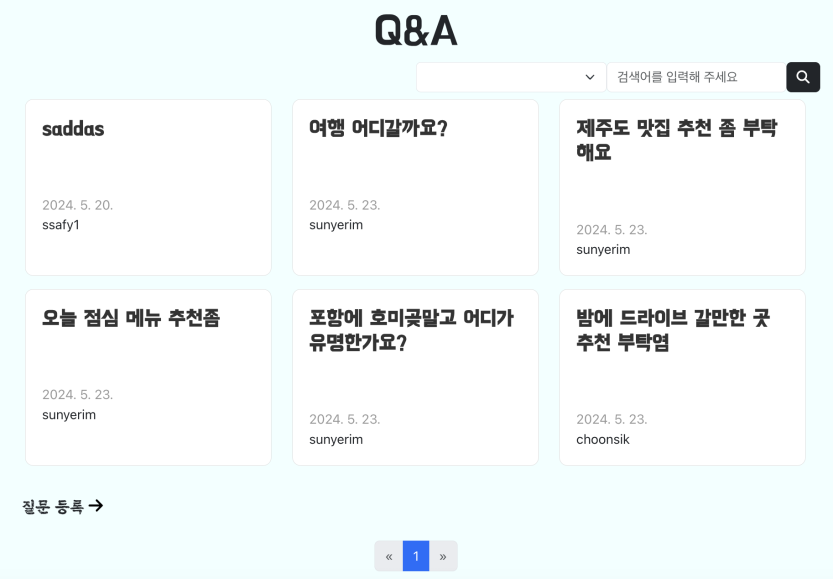 Q&A
검색어를 입력해 주세요
saddas
2024. 5. 20.
ssafy1
여행 어디갈까요?
2024. 5. 23.
sunyerim
제주도 맛집 추천 좀 부탁
해요
2024. 5. 23.
sunyerim
오늘 점심 메뉴 추천좀
2024. 5. 23.
sunyerim
포항에 호미곶말고 어디가
유명한가요?
2024. 5. 23.
sunyerim
밤에 드라이브 갈만한 곳
추천 부탁염
2024. 5. 23.
choonsik
질문 등록 →
« 1 »